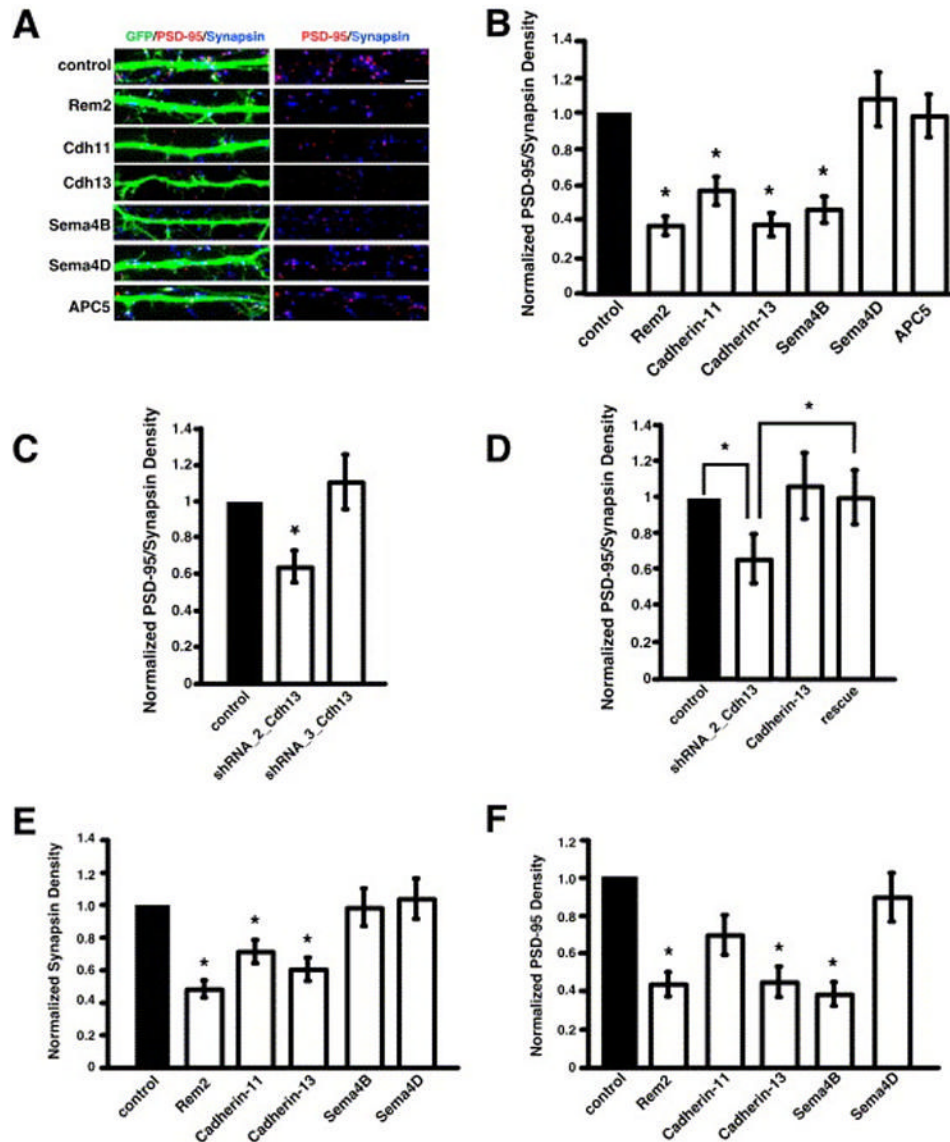 A
GFP/PSD-95/Synapsin PSD-95/Synapsin
control
Rem2
Cdh11
Cdh13
Sema4B
Sema4D
APC5
B
Normalized PSD-95/Synapsin Density
1.4
1.2
1.0
0.8
0.6
0.4
0.2
0
* * * *
control Rem2 Cadherin-11 Cadherin-13 Sema4B Sema4D APC5
C
Normalized PSD-95/Synapsin Density
1.4
1.2
1
0.8
0.6
0.4
0.2
0
*
control shRNA_2_Cdh13 shRNA_3_Cdh13
D
Normalized PSD-95/Synapsin Density
1.4
1.2
1
0.8
0.6
0.4
0.2
0
* *
control shRNA_2_Cdh13 Cadherin-13 rescue
E
Normalized Synapsin Density
1.4
1.2
1.0
0.8
0.6
0.4
0.2
0
* * *
control Rem2 Cadherin-11 Cadherin-13 Sema4B Sema4D
F
Normalized PSD-95 Density
1.2
1.0
0.8
0.6
0.4
0.2
0
* * *
control Rem2 Cadherin-11 Cadherin-13 Sema4B Sema4D